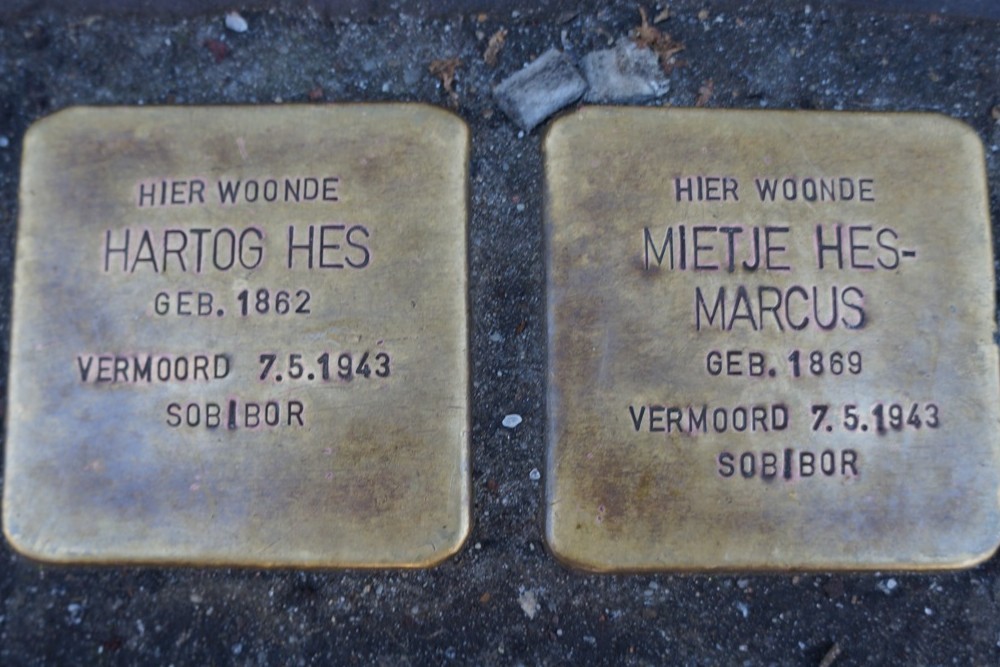 HIER WOONDE
HARTOG HES
GEB. 1862
VERMOORD 7.5.1943
SOBIBOR
HIER WOONDE
MIETJE HES-
MARCUS
GEB. 1869
VERMOORD 7.5.1943
SOBIBOR